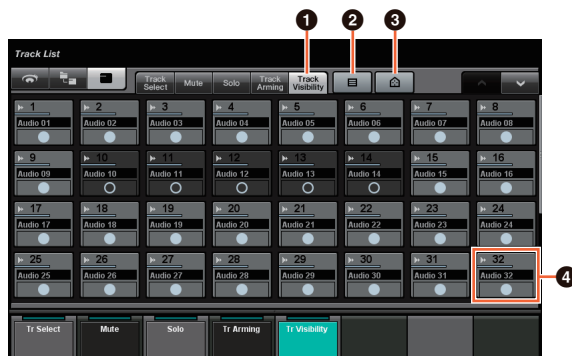 1 2 3
Track List
Track Select Mute Solo Track Arming Track Visibility
1 2 3 4 5 6 7 8
Audio 01 Audio 02 Audio 03 Audio 04 Audio 05 Audio 06 Audio 07 Audio 08
9 10 11 12 13 14 15 16
Audio 09 Audio 10 Audio 11 Audio 12 Audio 13 Audio 14 Audio 15 Audio 16
17 18 19 20 21 22 23 24
Audio 17 Audio 18 Audio 19 Audio 20 Audio 21 Audio 22 Audio 23 Audio 24
25 26 27 28 29 30 31 32
4
Audio 25 Audio 26 Audio 27 Audio 28 Audio 29 Audio 30 Audio 31 Audio 32
Tr Select Mute Solo Tr Arming Tr Visibility